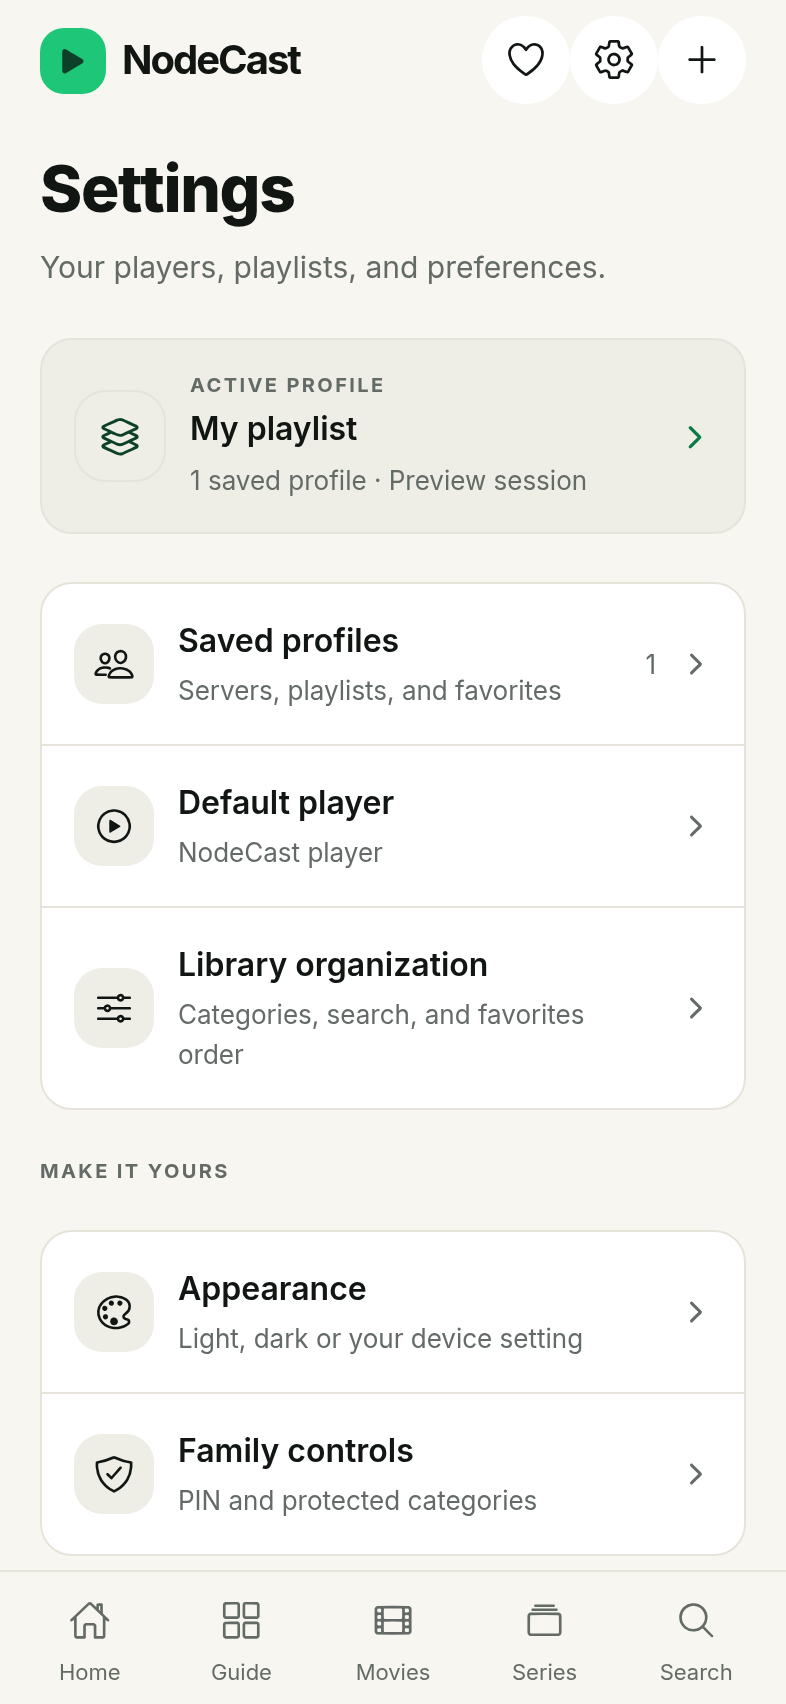 NodeCast
Settings
Your players, playlists, and preferences.
ACTIVE PROFILE
My playlist
1 saved profile · Preview session
Saved profiles
Servers, playlists, and favorites
1
Default player
NodeCast player
Library organization
Categories, search, and favorites
order
MAKE IT YOURS
Appearance
Light, dark or your device setting
Family controls
PIN and protected categories
Home Guide Movies Series Search